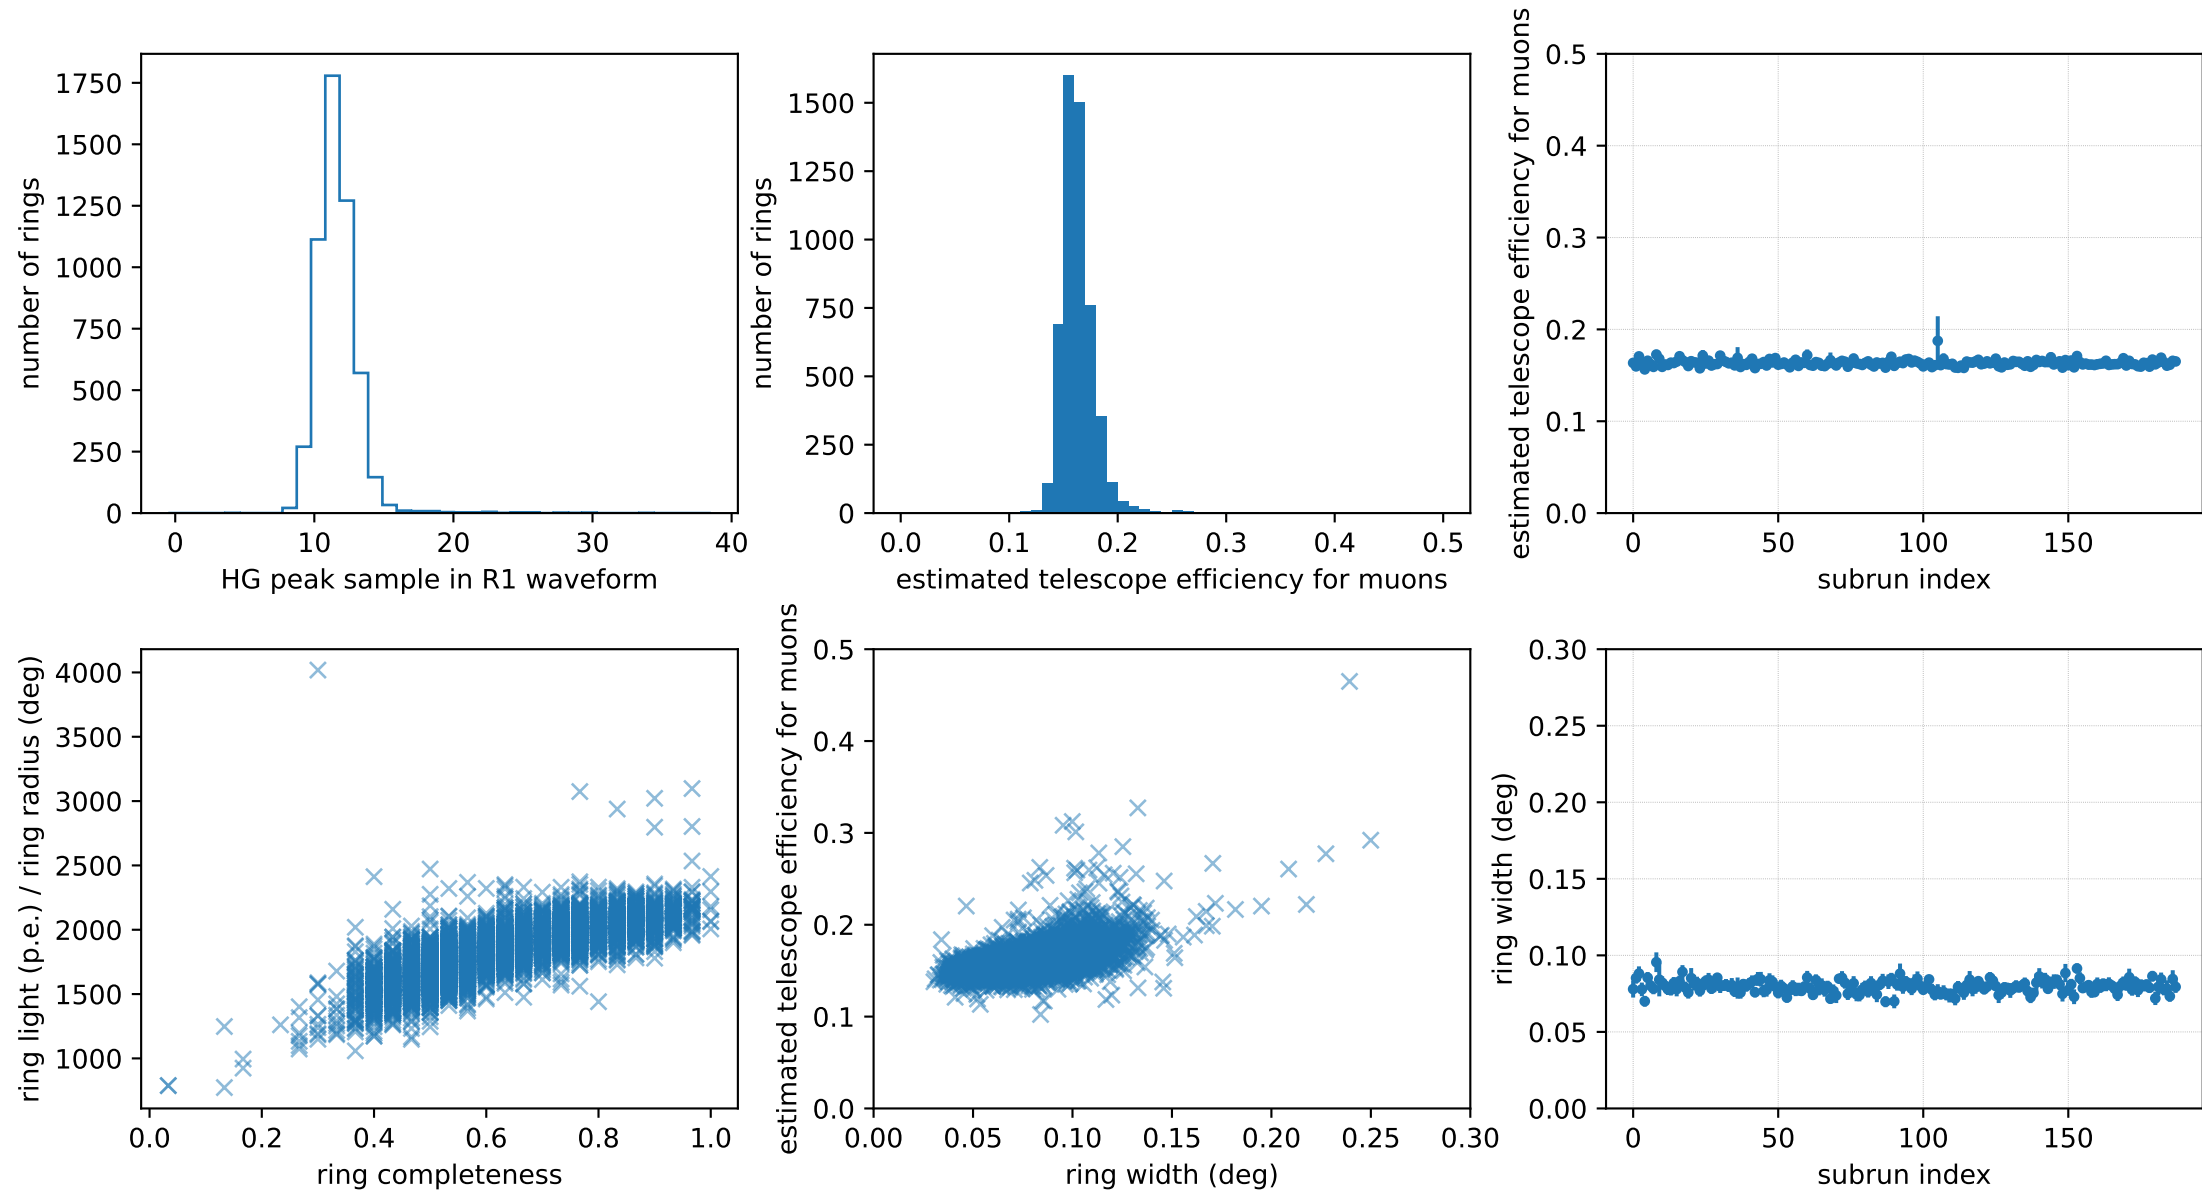 1750
1500
1250
1000
750
500
250
0
number of rings
0 10 20 30 40
HG peak sample in R1 waveform
1500
1250
1000
750
500
250
0
number of rings
0.0 0.1 0.2 0.3 0.4 0.5
estimated telescope efficiency for muons
0.5
0.4
0.3
0.2
0.1
0.0
estimated telescope efficiency for muons
0 50 100 150
subrun index
4000
3500
3000
2500
2000
1500
1000
ring light (p.e.) / ring radius (deg)
0.0 0.2 0.4 0.6 0.8 1.0
ring completeness
0.5
0.4
0.3
0.2
0.1
0.0
estimated telescope efficiency for muons
0.00 0.05 0.10 0.15 0.20 0.25 0.30
ring width (deg)
0.30
0.25
0.20
0.15
0.10
0.05
0.00
ring width (deg)
0 50 100 150
subrun index